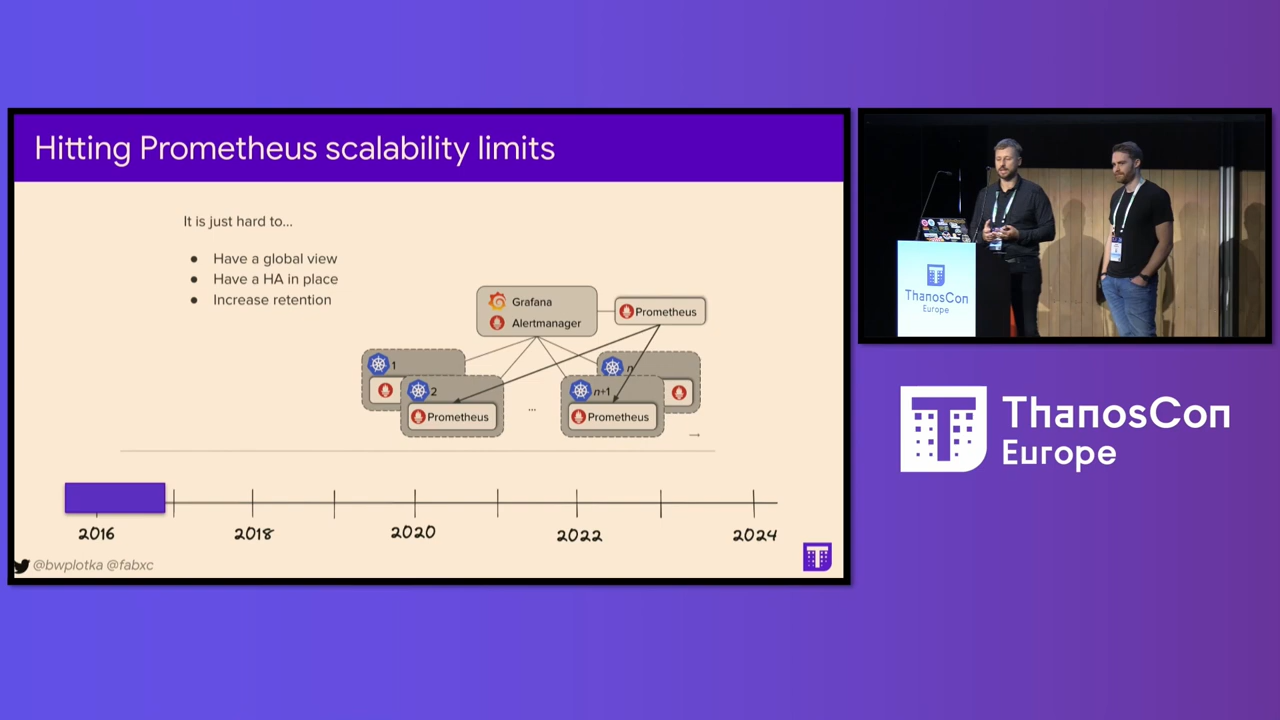 Hitting Prometheus scalability limits
It is just hard to...
● Have a global view
● Have a HA in place
● Increase retention
Grafana
Alertmanager
Prometheus
1
2
Prometheus
...
n
n+1
Prometheus
2016 2018 2020 2022 2024
@bwplotka @fabxc
ThanosCon
Europe
ThanosCon
Europe